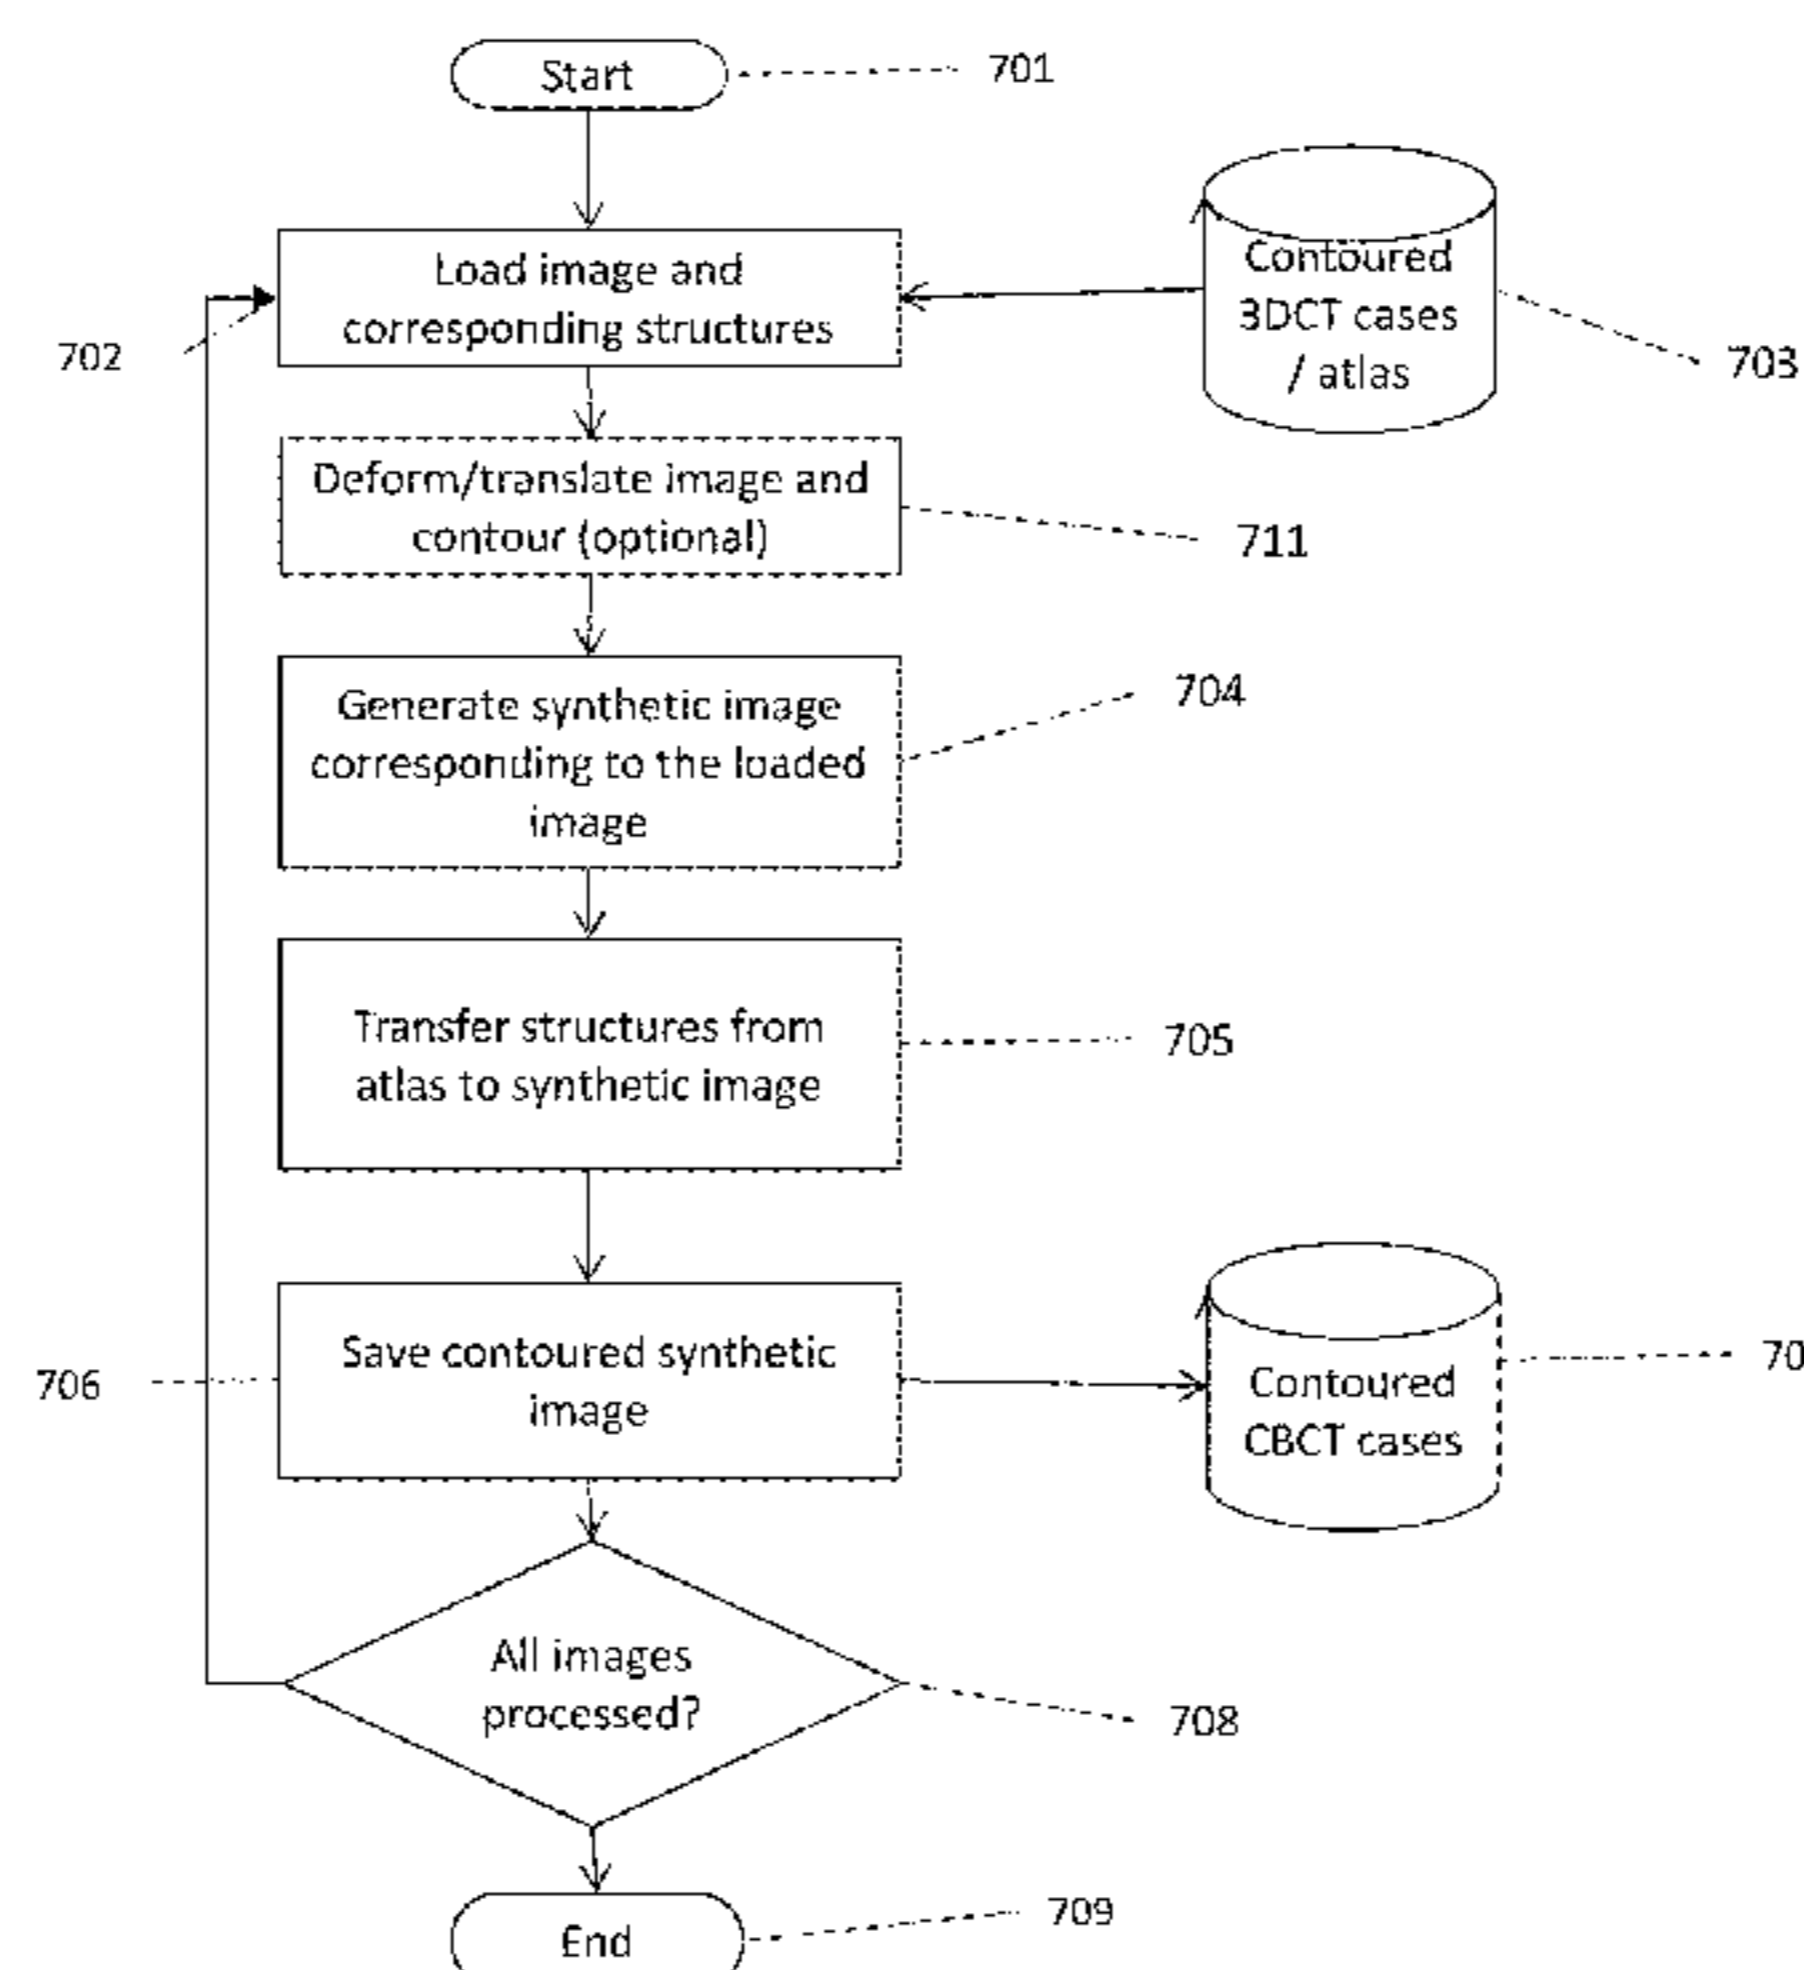 Start
701
Load image and
corresponding structures
702
Contoured
3DCT cases
/ atlas
703
Deform/translate image and
contour (optional)
711
Generate synthetic image
corresponding to the loaded
image
704
Transfer structures from
atlas to synthetic image
705
Save contoured synthetic
image
706
Contoured
CBCT cases
70
All images
processed?
708
End
709